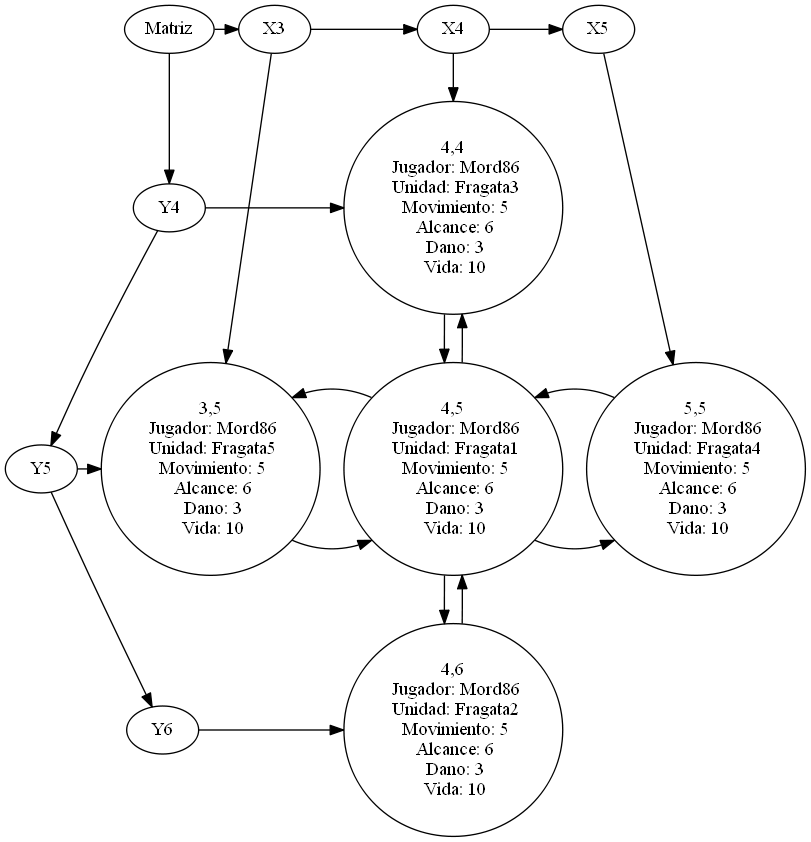 Matriz
X3
X4
X5
4,4
Jugador: Mord86
Unidad: Fragata3
Movimiento: 5
Alcance: 6
Dano: 3
Vida: 10
Y4
3,5
Jugador: Mord86
Unidad: Fragata5
Movimiento: 5
Alcance: 6
Dano: 3
Vida: 10
4,5
Jugador: Mord86
Unidad: Fragata1
Movimiento: 5
Alcance: 6
Dano: 3
Vida: 10
5,5
Jugador: Mord86
Unidad: Fragata4
Movimiento: 5
Alcance: 6
Dano: 3
Vida: 10
Y5
4,6
Jugador: Mord86
Unidad: Fragata2
Movimiento: 5
Alcance: 6
Dano: 3
Vida: 10
Y6